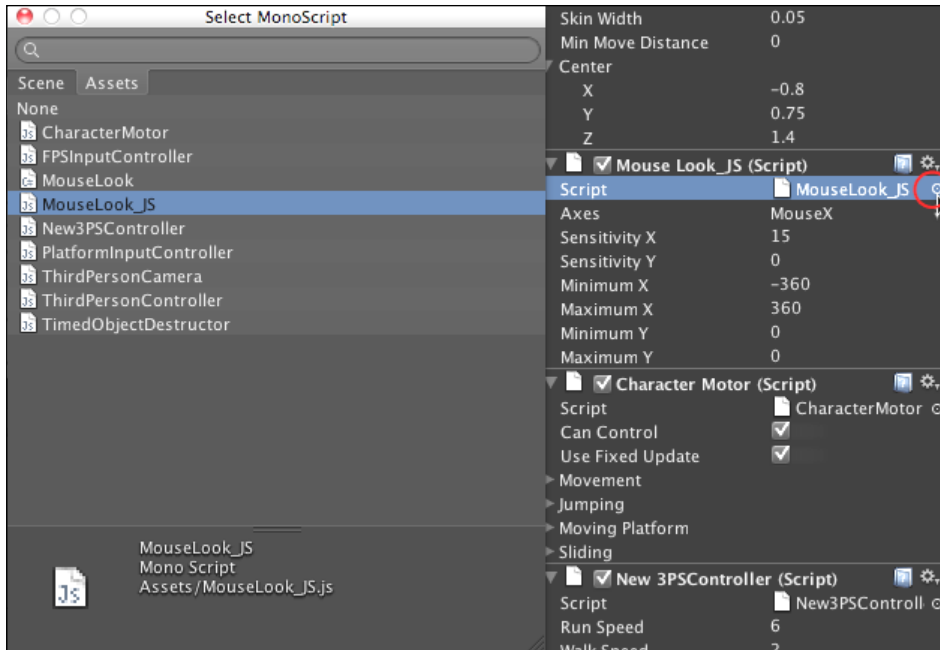 Select MonoScript
Scene Assets
None
CharacterMotor
FPSInputController
MouseLook
MouseLook_JS
New3PSController
PlatformInputController
ThirdPersonCamera
ThirdPersonController
TimedObjectDestructor
MouseLook_JS
Mono Script
Assets/MouseLook_JS.js
Skin Width 0.05
Min Move Distance 0
Center
X -0.8
Y 0.75
Z 1.4
Mouse Look_JS (Script)
Script MouseLook_JS
Axes MouseX
Sensitivity X 15
Sensitivity Y 0
Minimum X -360
Maximum X 360
Minimum Y 0
Maximum Y 0
Character Motor (Script)
Script CharacterMotor
Can Control
Use Fixed Update
Movement
Jumping
Moving Platform
Sliding
New 3PSController (Script)
Script New3PSControll
Run Speed 6
Walk Speed 2